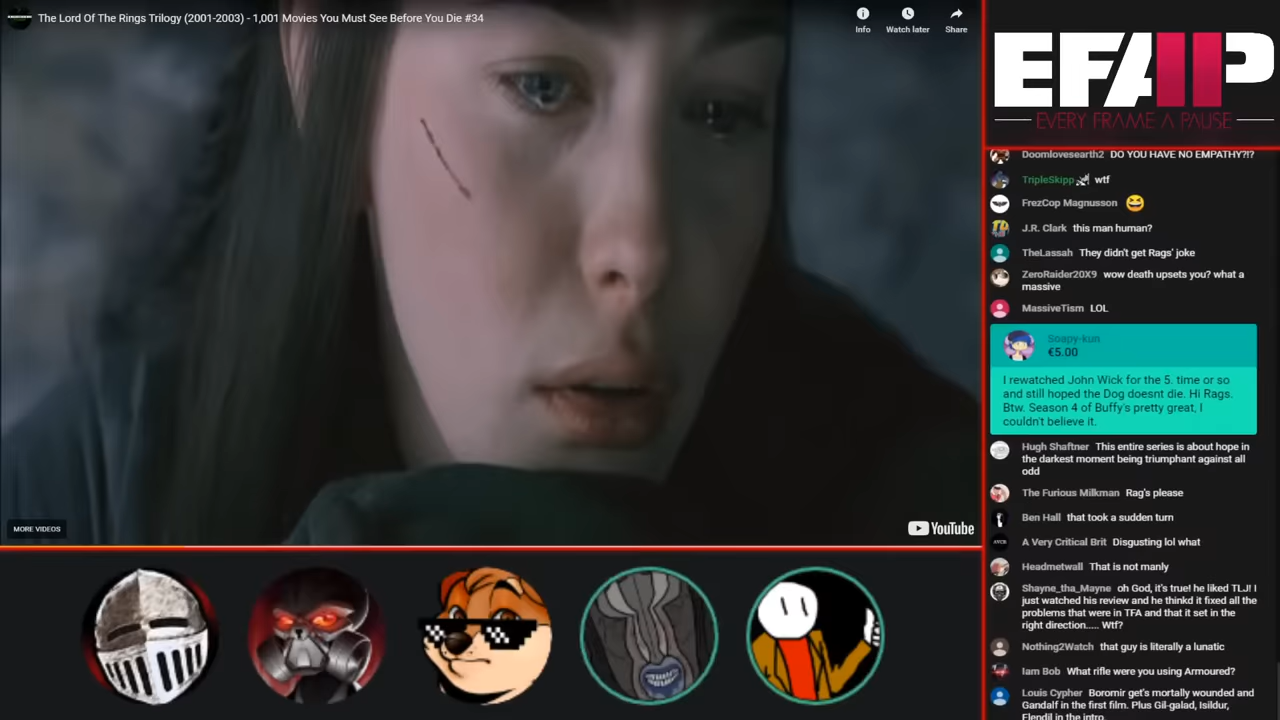 The Lord Of The Rings Trilogy (2001-2003) - 1,001 Movies You Must See Before You Die #34
Info
Watch later
Share
MORE VIDEOS
YouTube
EFAP
EVERY FRAME A PAUSE
Doomlovesearth2 DO YOU HAVE NO EMPATHY?!?
TripleSkipp wtf
FrezCop Magnusson 😆
J.R. Clark this man human?
TheLassah They didn't get Rags' joke
ZeroRaider20X9 wow death upsets you? what a
massive
MassiveTism LOL
Soapy-kun
€5.00
I rewatched John Wick for the 5. time or so
and still hoped the Dog doesnt die. Hi Rags.
Btw. Season 4 of Buffy's pretty great, I
couldn't believe it.
Hugh Shaftner This entire series is about hope in
the darkest moment being triumphant against all
odd
The Furious Milkman Rag's please
Ben Hall that took a sudden turn
A Very Critical Brit Disgusting lol what
Headmetwall That is not manly
Shayne_tha_Mayne oh God, it's true! he liked TLJ! I
just watched his review and he thinkd it fixed all the
problems that were in TFA and that it set in the
right direction..... Wtf?
Nothing2Watch that guy is literally a lunatic
Iam Bob What rifle were you using Armoured?
Louis Cypher Boromir get's mortally wounded and
Gandalf in the first film. Plus Gil-galad, Isildur,
Elendil in the intro.